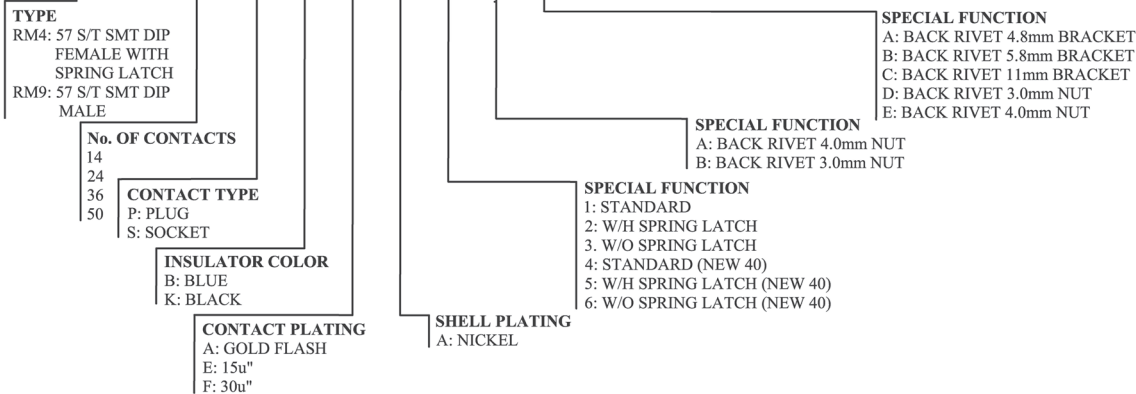 TYPE
RM4: 57 S/T SMT DIP
FEMALE WITH
SPRING LATCH
RM9: 57 S/T SMT DIP
MALE
No. OF CONTACTS
14
24
36
50
CONTACT TYPE
P: PLUG
S: SOCKET
INSULATOR COLOR
B: BLUE
K: BLACK
CONTACT PLATING
A: GOLD FLASH
E: 15u"
F: 30u"
SHELL PLATING
A: NICKEL
SPECIAL FUNCTION
1: STANDARD
2: W/H SPRING LATCH
3. W/O SPRING LATCH
4: STANDARD (NEW 40)
5: W/H SPRING LATCH (NEW 40)
6: W/O SPRING LATCH (NEW 40)
SPECIAL FUNCTION
A: BACK RIVET 4.0mm NUT
B: BACK RIVET 3.0mm NUT
SPECIAL FUNCTION
A: BACK RIVET 4.8mm BRACKET
B: BACK RIVET 5.8mm BRACKET
C: BACK RIVET 11mm BRACKET
D: BACK RIVET 3.0mm NUT
E: BACK RIVET 4.0mm NUT